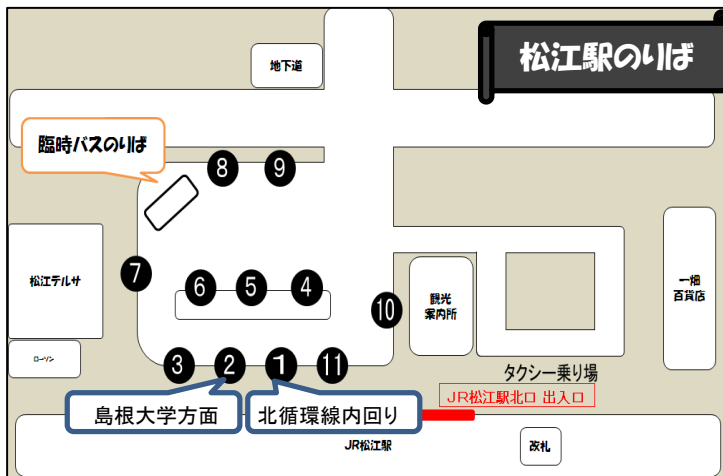 松江駅のりば
地下道
臨時バスのりば
8
9
松江テルサ
7
6
5
4
10
観光
案内所
一畑
百貨店
ローソン
3
2
1
11
タクシー乗り場
島根大学方面
北循環線内回り
JR松江駅北口 出入口
JR松江駅
改札